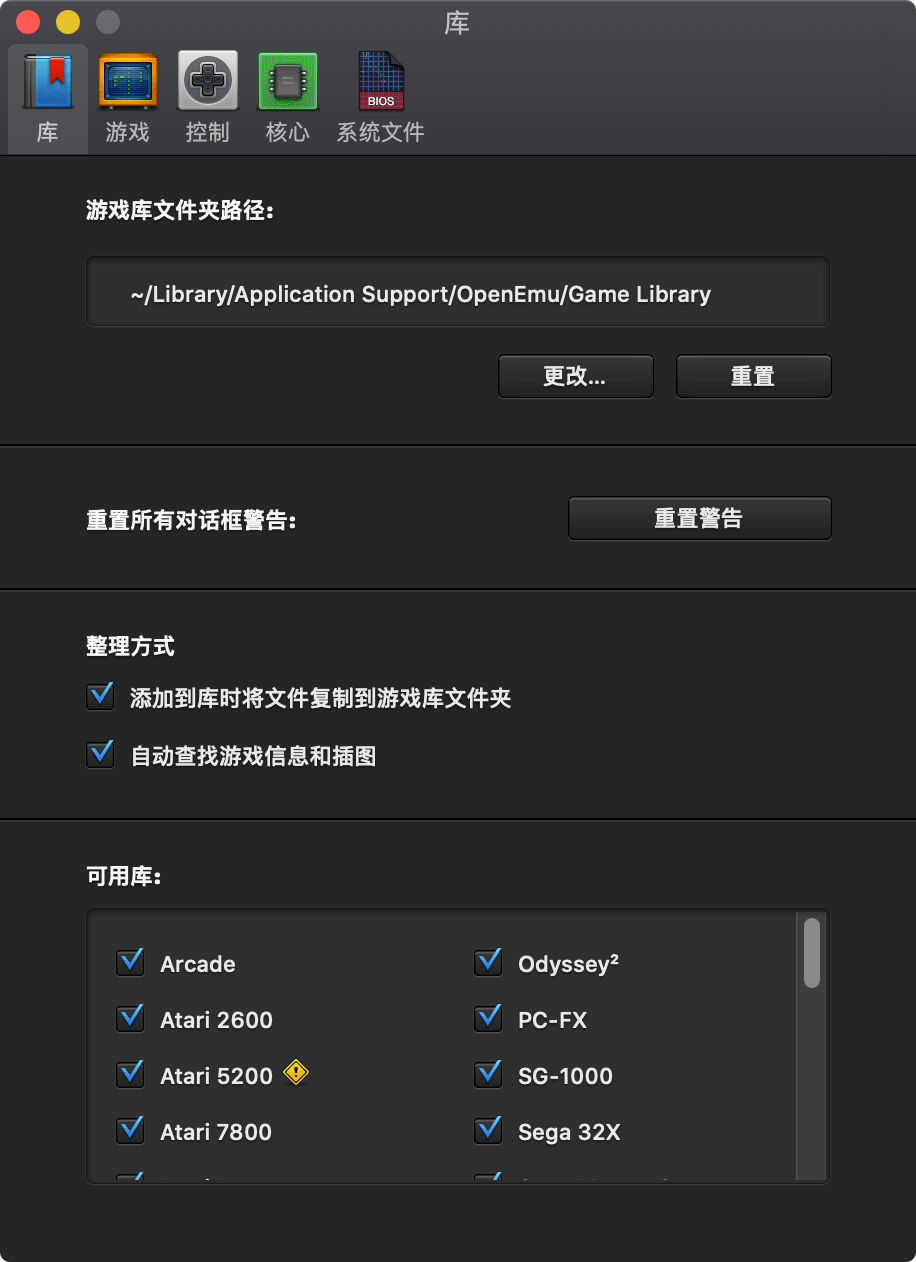 库
库 游戏 控制 核心 BIOS 系统文件
游戏库文件夹路径:
~/Library/Application Support/OpenEmu/Game Library
更改... 重置
重置所有对话框警告: 重置警告
整理方式
添加到库时将文件复制到游戏库文件夹
自动查找游戏信息和插图
可用库:
Arcade Odyssey²
Atari 2600 PC-FX
Atari 5200 SG-1000
Atari 7800 Sega 32X